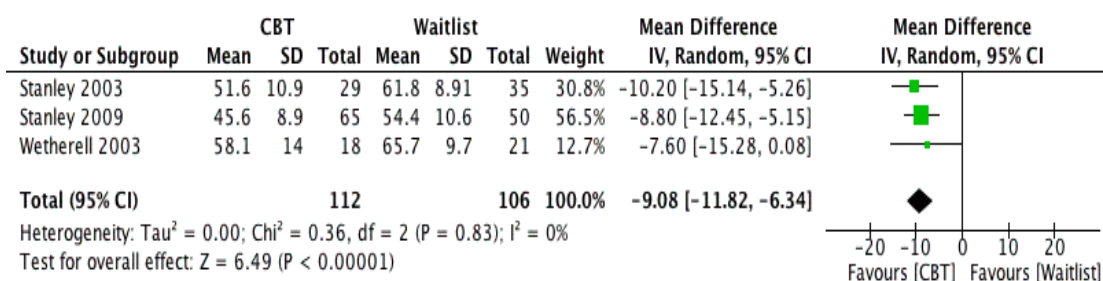 CBT Waitlist Mean Difference Mean Difference
Study or Subgroup Mean SD Total Mean SD Total Weight IV, Random, 95% CI IV, Random, 95% CI
Stanley 2003 51.6 10.9 29 61.8 8.91 35 30.8% -10.20 [-15.14, -5.26]
Stanley 2009 45.6 8.9 65 54.4 10.6 50 56.5% -8.80 [-12.45, -5.15]
Wetherell 2003 58.1 14 18 65.7 9.7 21 12.7% -7.60 [-15.28, 0.08]
Total (95% CI) 112 106 100.0% -9.08 [-11.82, -6.34]
Heterogeneity: Tau² = 0.00; Chi² = 0.36, df = 2 (P = 0.83); I² = 0%
Test for overall effect: Z = 6.49 (P < 0.00001)
-20 -10 0 10 20
Favours [CBT] Favours [Waitlist]